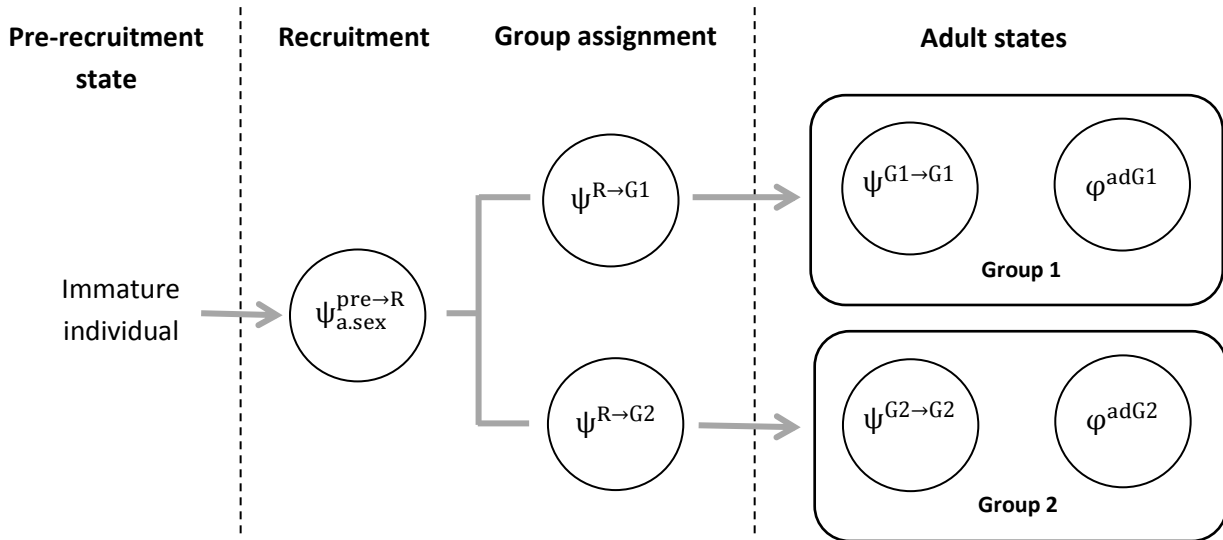 Pre-recruitment
state
Recruitment
Group assignment
Adult states
Immature
individual
ψ^{pre→R}_{a.sex}
ψ^{R→G1}
ψ^{R→G2}
ψ^{G1→G1}
φ^{adG1}
Group 1
ψ^{G2→G2}
φ^{adG2}
Group 2